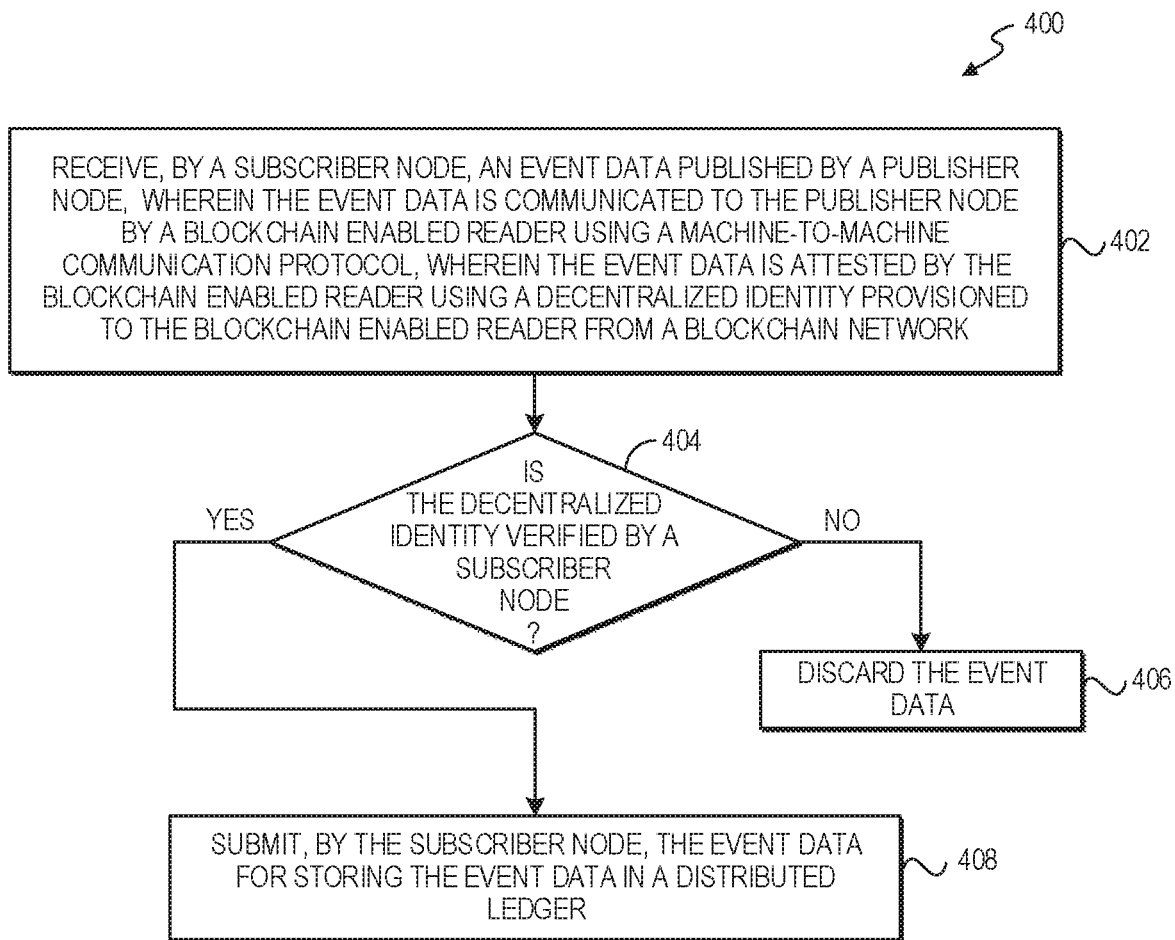 400
RECEIVE, BY A SUBSCRIBER NODE, AN EVENT DATA PUBLISHED BY A PUBLISHER
NODE, WHEREIN THE EVENT DATA IS COMMUNICATED TO THE PUBLISHER NODE
BY A BLOCKCHAIN ENABLED READER USING A MACHINE-TO-MACHINE
COMMUNICATION PROTOCOL, WHEREIN THE EVENT DATA IS ATTESTED BY THE
BLOCKCHAIN ENABLED READER USING A DECENTRALIZED IDENTITY PROVISIONED
TO THE BLOCKCHAIN ENABLED READER FROM A BLOCKCHAIN NETWORK
402
404
IS
THE DECENTRALIZED
IDENTITY VERIFIED BY A
SUBSCRIBER
NODE
?
YES
NO
DISCARD THE EVENT
DATA
406
SUBMIT, BY THE SUBSCRIBER NODE, THE EVENT DATA
FOR STORING THE EVENT DATA IN A DISTRIBUTED
LEDGER
408